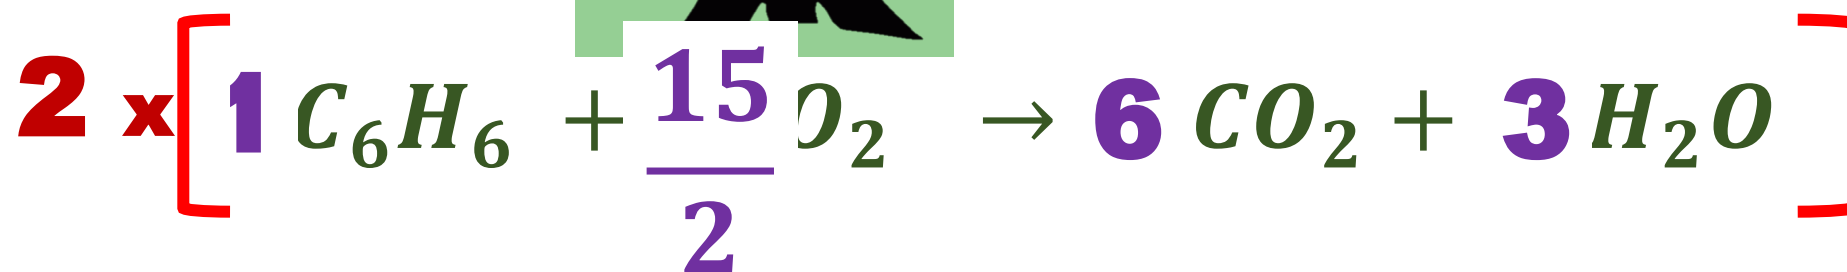 2 x [ 1 C₆H₆ + 15/2 O₂ → 6 CO₂ + 3 H₂O ]